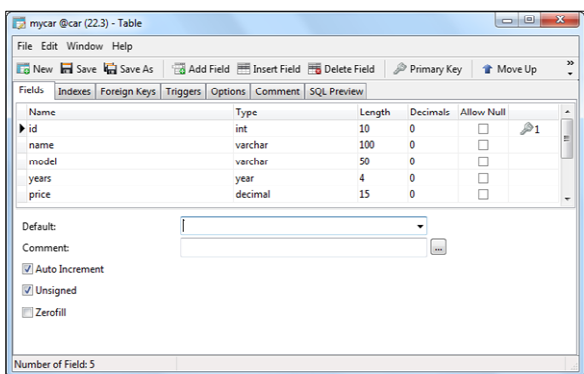 mycar @car (22.3) - Table
File Edit Window Help
New Save Save As Add Field Insert Field Delete Field Primary Key Move Up »
Fields Indexes Foreign Keys Triggers Options Comment SQL Preview
Name Type Length Decimals Allow Null
id int 10 0 1
name varchar 100 0
model varchar 50 0
years year 4 0
price decimal 15 0
Default:
Comment: ...
Auto Increment
Unsigned
Zerofill
Number of Field: 5